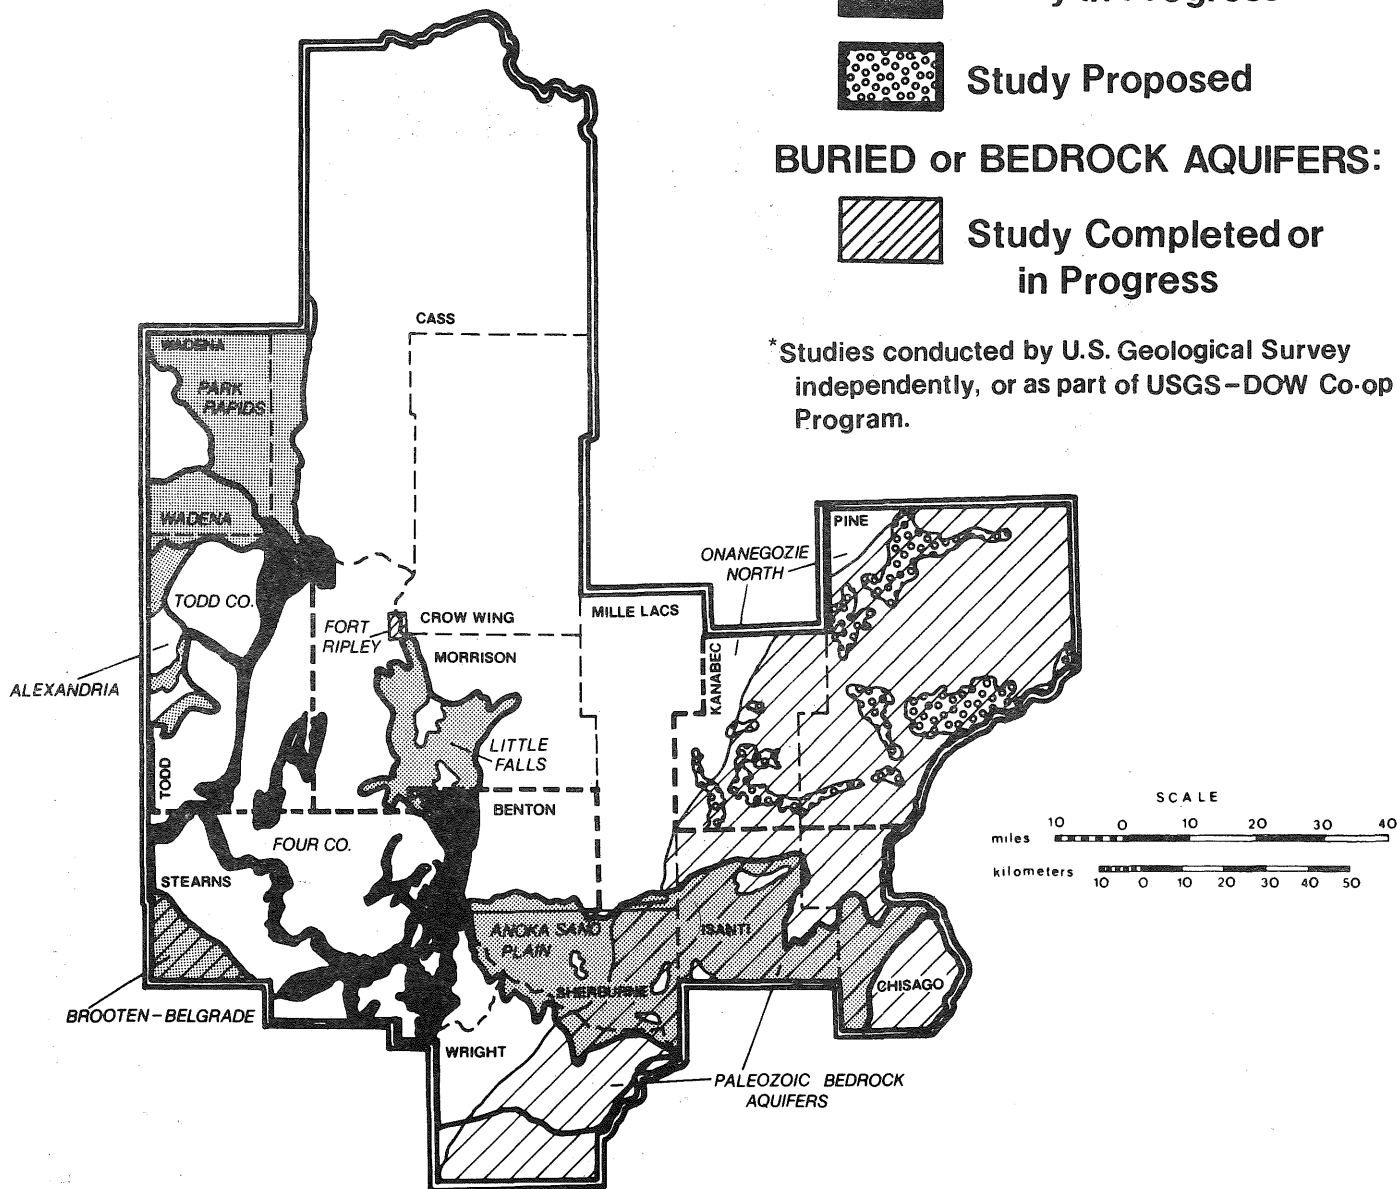 in Progress
Study Proposed
BURIED or BEDROCK AQUIFERS:
Study Completed or
in Progress
*Studies conducted by U.S. Geological Survey
independently, or as part of USGS-DOW Co-op
Program.
CASS
WADENA
PARK
RAPIDS
WADENA
PINE
ONANEGOZIE
NORTH
TODD CO.
FORT
RIPLEY
CROW WING
MILLE LACS
MORRISON
KANABEC
ALEXANDRIA
LITTLE
FALLS
TODD
BENTON
FOUR CO.
STEARNS
ANOKA SAND
PLAIN
ISANTI
SHERBURNE
CHISAGO
BROOTEN-BELGRADE
WRIGHT
PALEOZOIC BEDROCK
AQUIFERS
SCALE
miles 10 0 10 20 30 40
kilometers 10 0 10 20 30 40 50